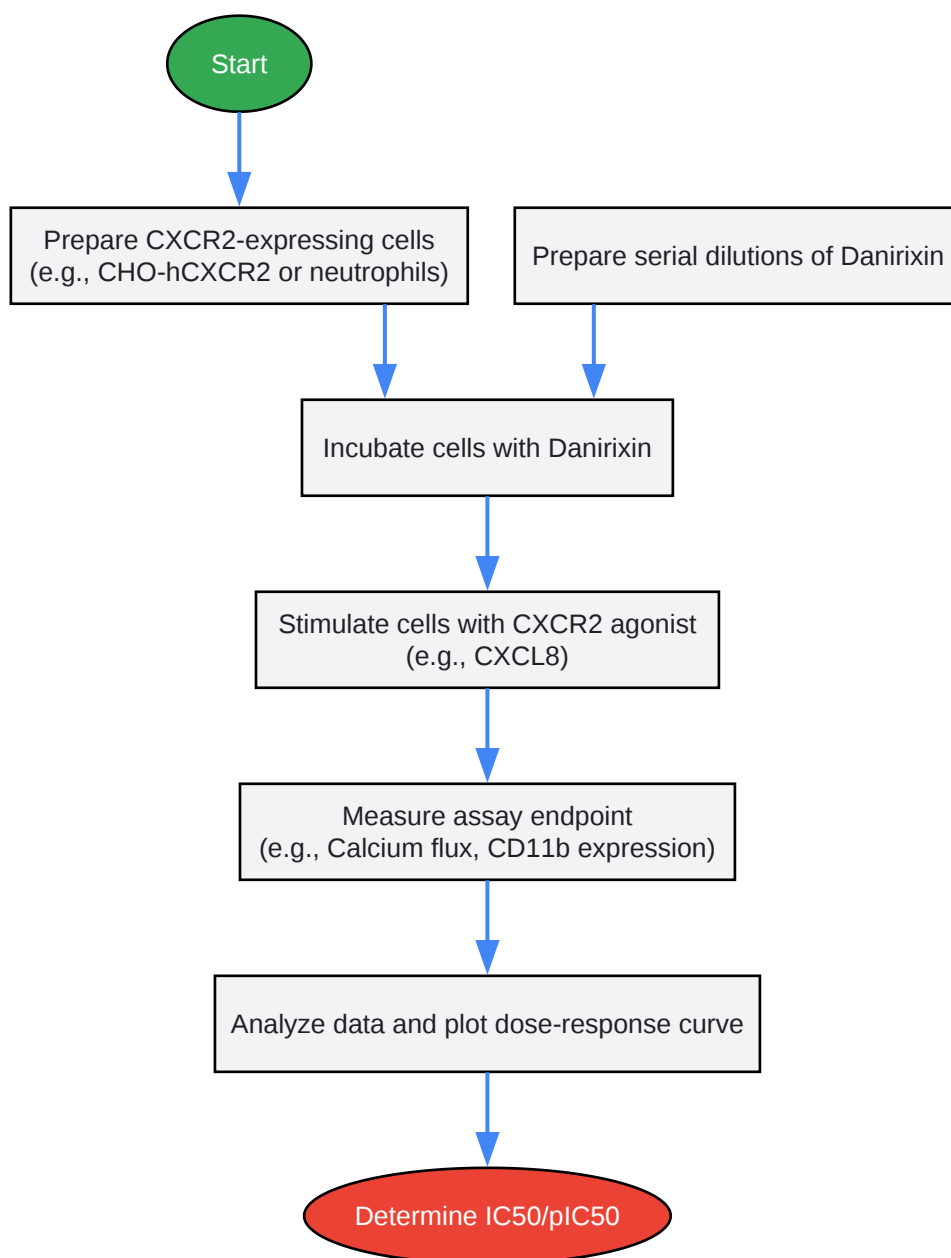 Start
Prepare CXCR2-expressing cells
(e.g., CHO-hCXCR2 or neutrophils)
Prepare serial dilutions of Danirixin
Incubate cells with Danirixin
Stimulate cells with CXCR2 agonist
(e.g., CXCL8)
Measure assay endpoint
(e.g., Calcium flux, CD11b expression)
Analyze data and plot dose-response curve
Determine IC50/pIC50